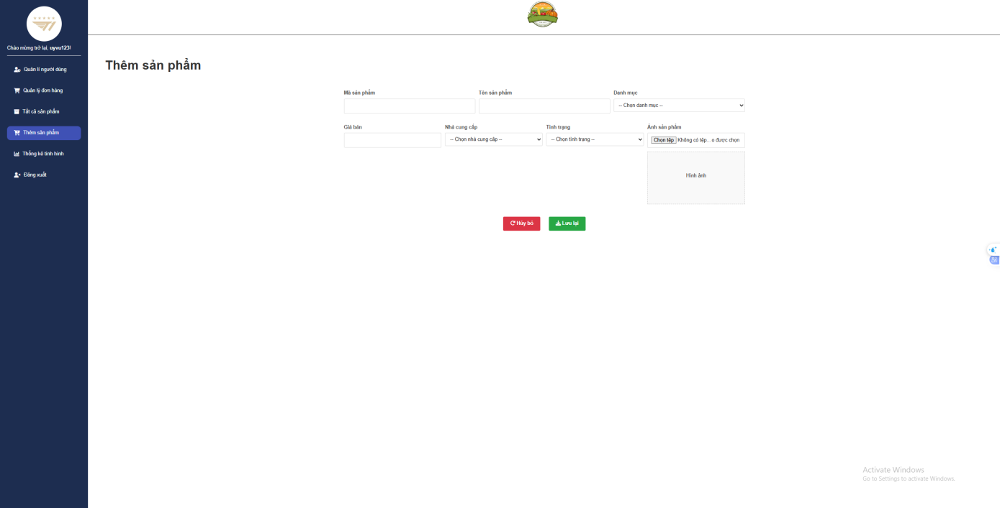 Chào mừng trở lại, uyvu123!
Quản lí người dùng
Quản lý đơn hàng
Tất cả sản phẩm
Thêm sản phẩm
Thống kê tình hình
Đăng xuất
Thêm sản phẩm
Mã sản phẩm
Tên sản phẩm
Danh mục
-- Chọn danh mục --
Giá bán
Nhà cung cấp
Tình trạng
Ảnh sản phẩm
-- Chọn nhà cung cấp --
-- Chọn tình trạng --
Chọn tệp Không có tệp...o được chọn
Hình ảnh
Hủy bỏ
Lưu lại
Activate Windows
Go to Settings to activate Windows.